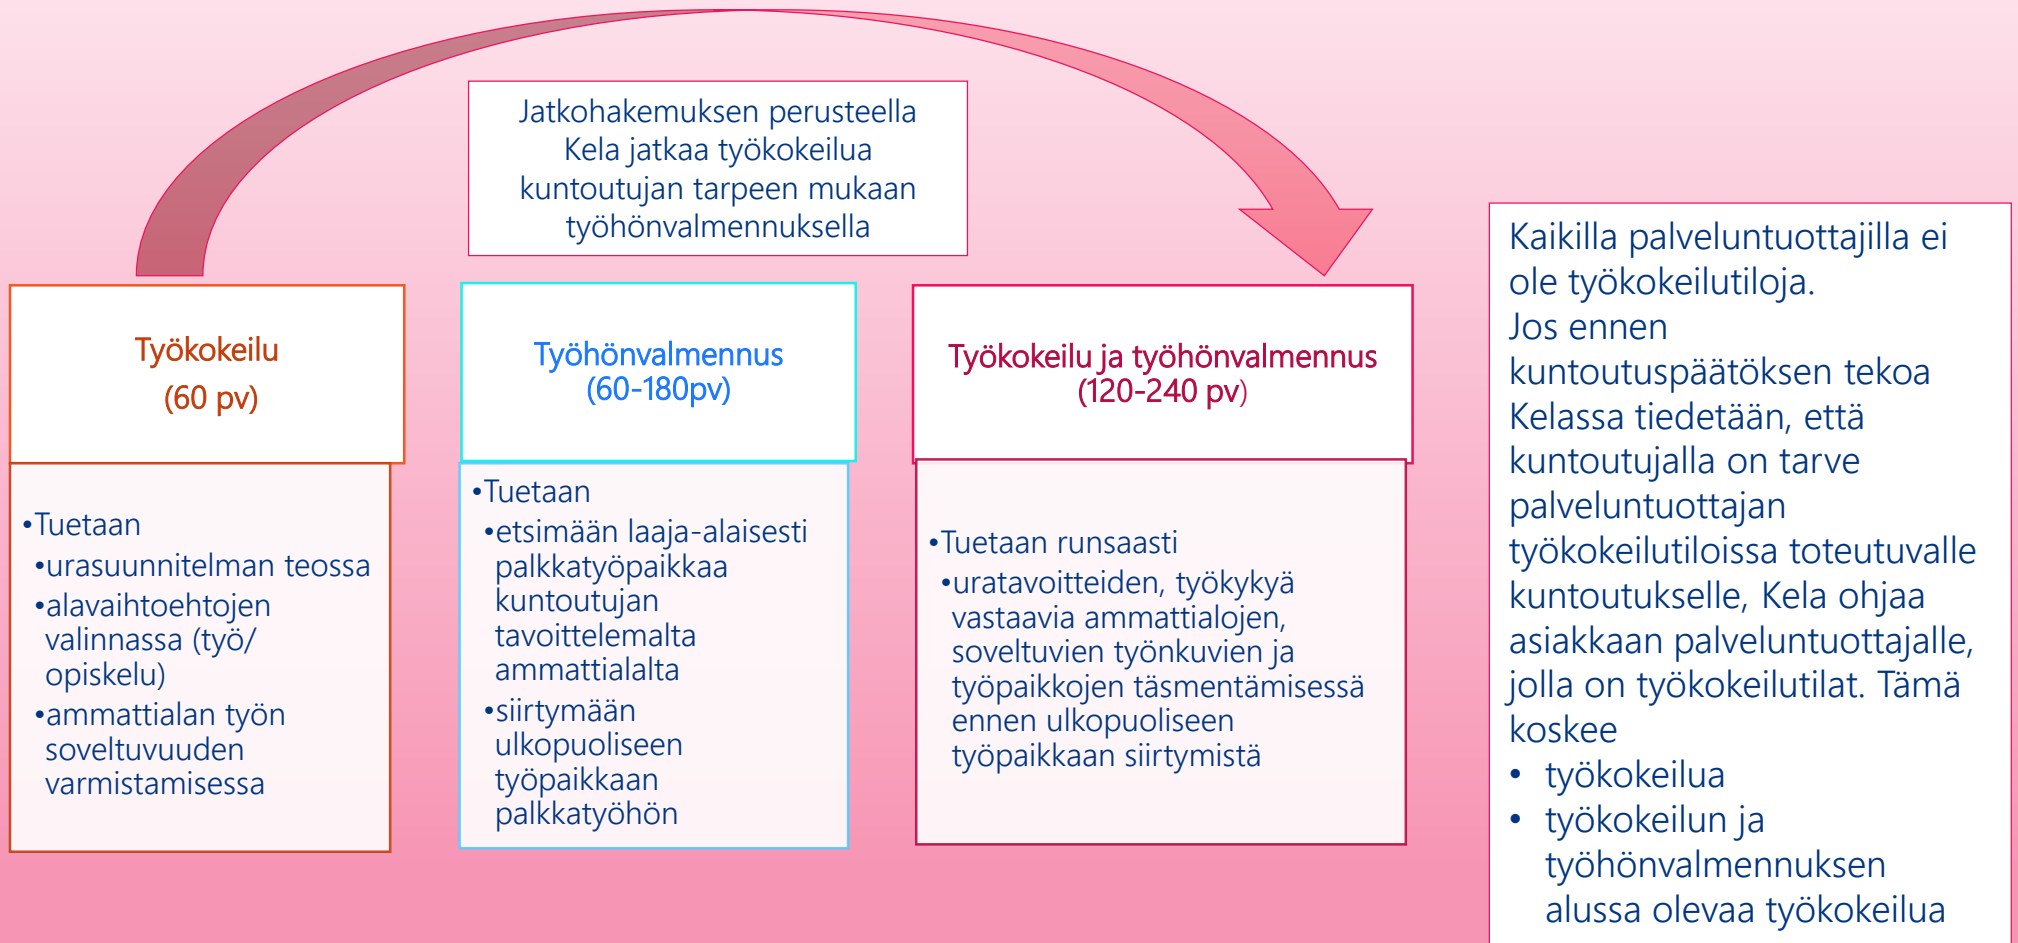 Jatkohakemuksen perusteella
Kela jatkaa työkokeilua
kuntoutujan tarpeen mukaan
työhönvalmennuksella
Työkokeilu
(60 pv)
•Tuetaan
•urasuunnitelman teossa
•alavaihtoehtojen
valinnassa (työ/
opiskelu)
•ammattialan työn
soveltuvuuden
varmistamisessa
Työhönvalmennus
(60-180pv)
•Tuetaan
•etsimään laaja-alaisesti
palkkatyöpaikkaa
kuntoutujan
tavoittelemalta
ammattialalta
•siirtymään
ulkopuoliseen
työpaikkaan
palkkatyöhön
Työkokeilu ja työhönvalmennus
(120-240 pv)
•Tuetaan runsaasti
•uratavoitteiden, työkykyä
vastaavia ammattialojen,
soveltuvien työnkuvien ja
työpaikkojen täsmentämisessä
ennen ulkopuoliseen
työpaikkaan siirtymistä
Kaikilla palveluntuottajilla ei
ole työkokeilutiloja.
Jos ennen
kuntoutuspäätöksen tekoa
Kelassa tiedetään, että
kuntoutujalla on tarve
palveluntuottajan
työkokeilutiloissa toteutuvalle
kuntoutukselle, Kela ohjaa
asiakkaan palveluntuottajalle,
jolla on työkokeilutilat. Tämä
koskee
• työkokeilua
• työkokeilun ja
työhönvalmennuksen
alussa olevaa työkokeilua